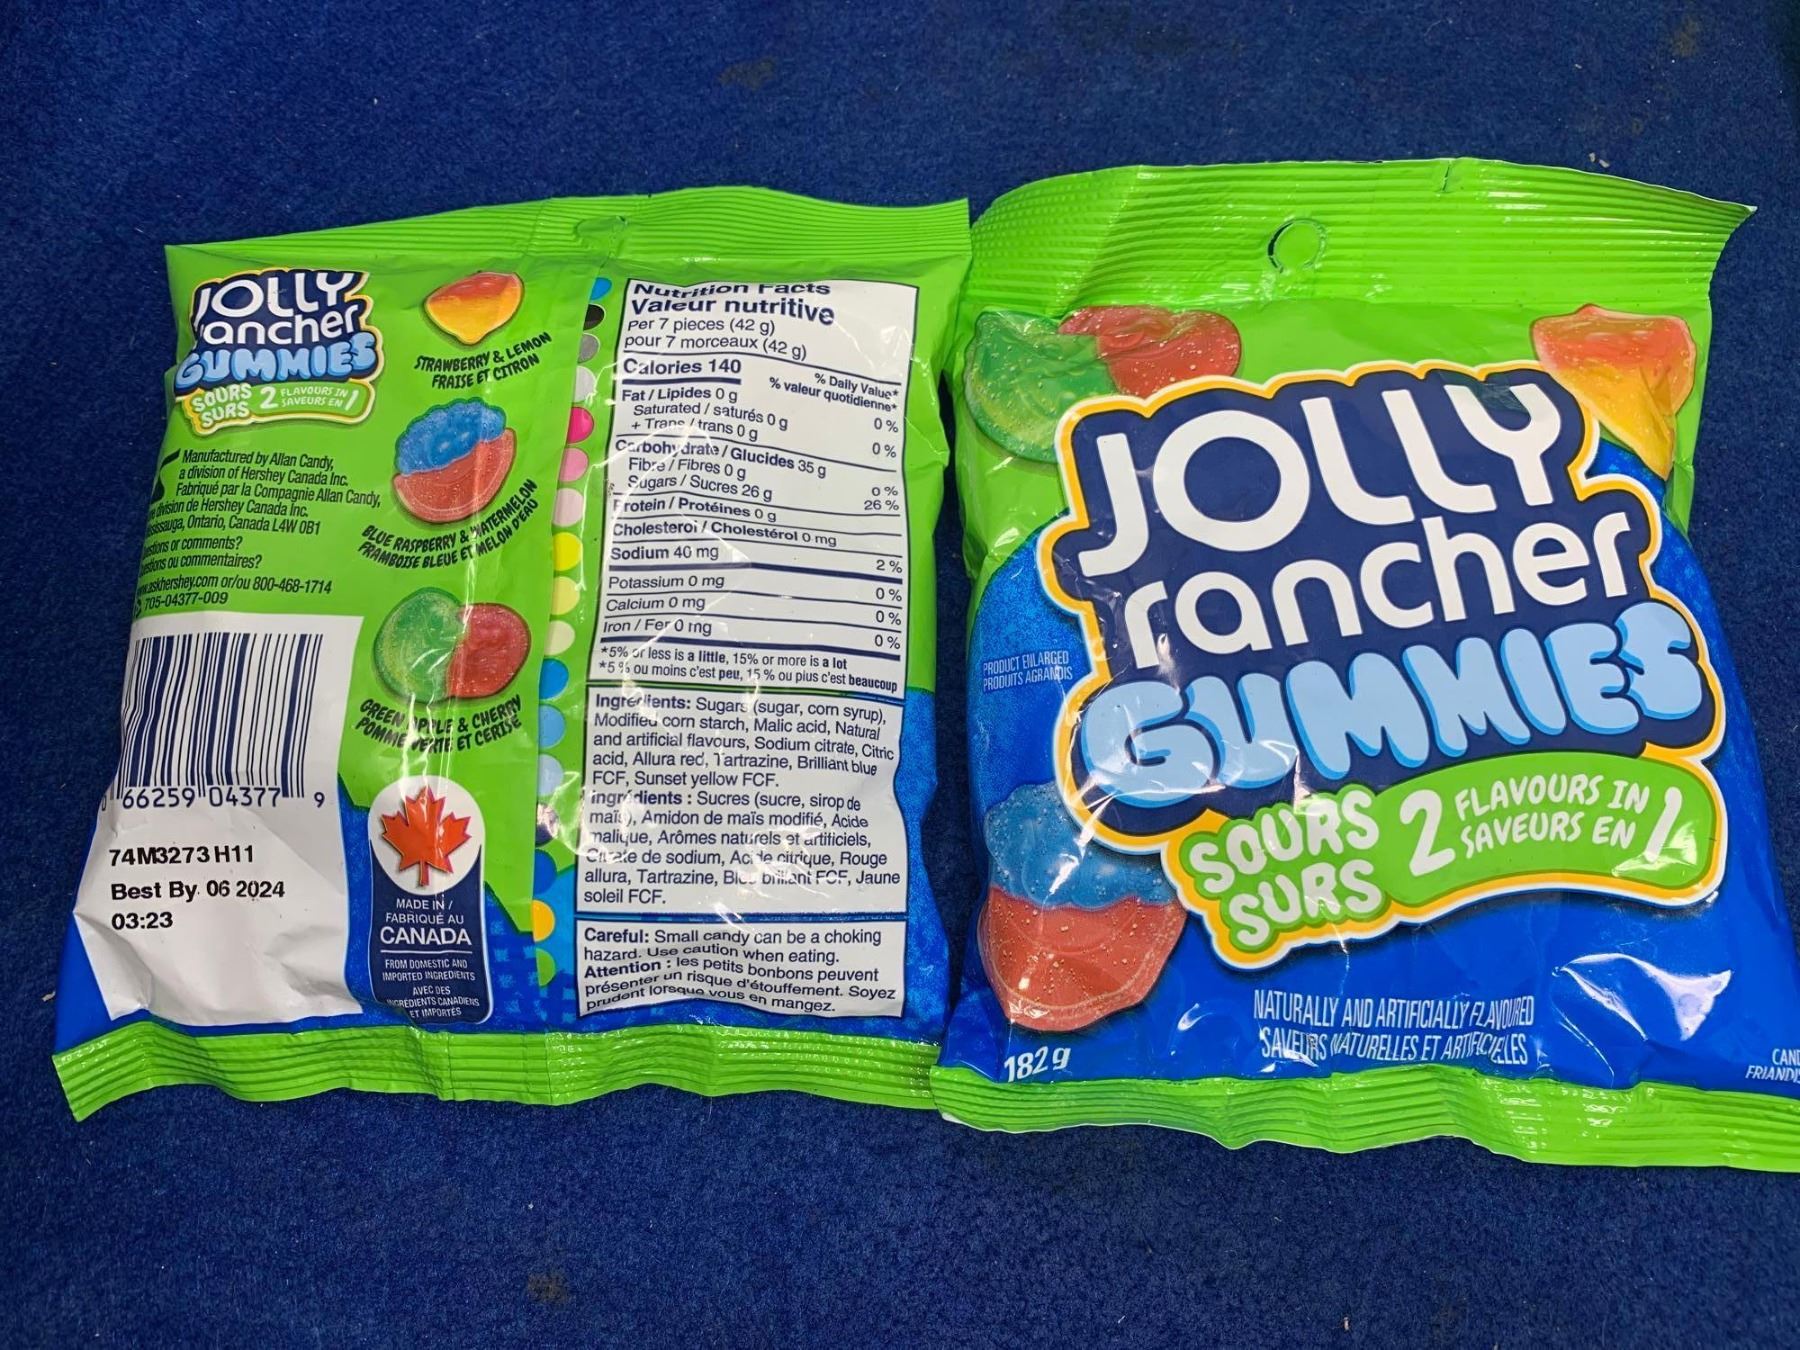 JOLLY
rancher
GUMMIES
SOURS
SURS
2 FLAVOURS IN
SAVEURS EN 1
STRAWBERRY & LEMON
FRAISE ET CITRON
Manufactured by Allan Candy,
a division of Hershey Canada Inc.
Fabriqué par la Compagnie Allan Candy,
division de Hershey Canada Inc.
Ontario, Canada L4W 0B1
or comments?
ou commentaires?
askhershey.com or/ou 800-468-1714
705-04377-009
BLUE RASPBERRY & WATERMELON
FRAMBOISE BLEUE ET MELON D'EAU
GREEN APPLE & CHERRY
POMME VERTE ET CERISE
0 66259 04377 9
74M3273 H11
Best By 06 2024
03:23
MADE IN /
FABRIQUÉ AU
CANADA
FROM DOMESTIC AND
IMPORTED INGREDIENTS
AVEC DES
INGRÉDIENTS CANADIENS
ET IMPORTÉS
Nutrition Facts
Valeur nutritive
Per 7 pieces (42 g)
pour 7 morceaux (42 g)
Calories 140
% Daily Value*
% valeur quotidienne*
Fat / Lipides 0 g 0 %
Saturated / saturés 0 g
+ Trans / trans 0 g 0 %
Carbohydrate / Glucides 35 g
Fibre / Fibres 0 g 0 %
Sugars / Sucres 26 g 26 %
Protein / Protéines 0 g
Cholesterol / Cholestérol 0 mg
Sodium 40 mg 2 %
Potassium 0 mg 0 %
Calcium 0 mg 0 %
Iron / Fer 0 mg 0 %
*5% or less is a little, 15% or more is a lot
*5 % ou moins c'est peu, 15 % ou plus c'est beaucoup
Ingredients: Sugars (sugar, corn syrup),
Modified corn starch, Malic acid, Natural
and artificial flavours, Sodium citrate, Citric
acid, Allura red, Tartrazine, Brilliant blue
FCF, Sunset yellow FCF.
Ingrédients : Sucres (sucre, sirop de
maïs), Amidon de maïs modifié, Acide
malique, Arômes naturels et artificiels,
Citrate de sodium, Acide citrique, Rouge
allura, Tartrazine, Bleu brillant FCF, Jaune
soleil FCF.
Careful: Small candy can be a choking
hazard. Use caution when eating.
Attention : les petits bonbons peuvent
présenter un risque d'étouffement. Soyez
prudent lorsque vous en mangez.
JOLLY
rancher
GUMMIES
PRODUCT ENLARGED
PRODUITS AGRANDIS
SOURS
SURS
2 FLAVOURS IN
SAVEURS EN 1
NATURALLY AND ARTIFICIALLY FLAVOURED
SAVEURS NATURELLES ET ARTIFICIELLES
182 g